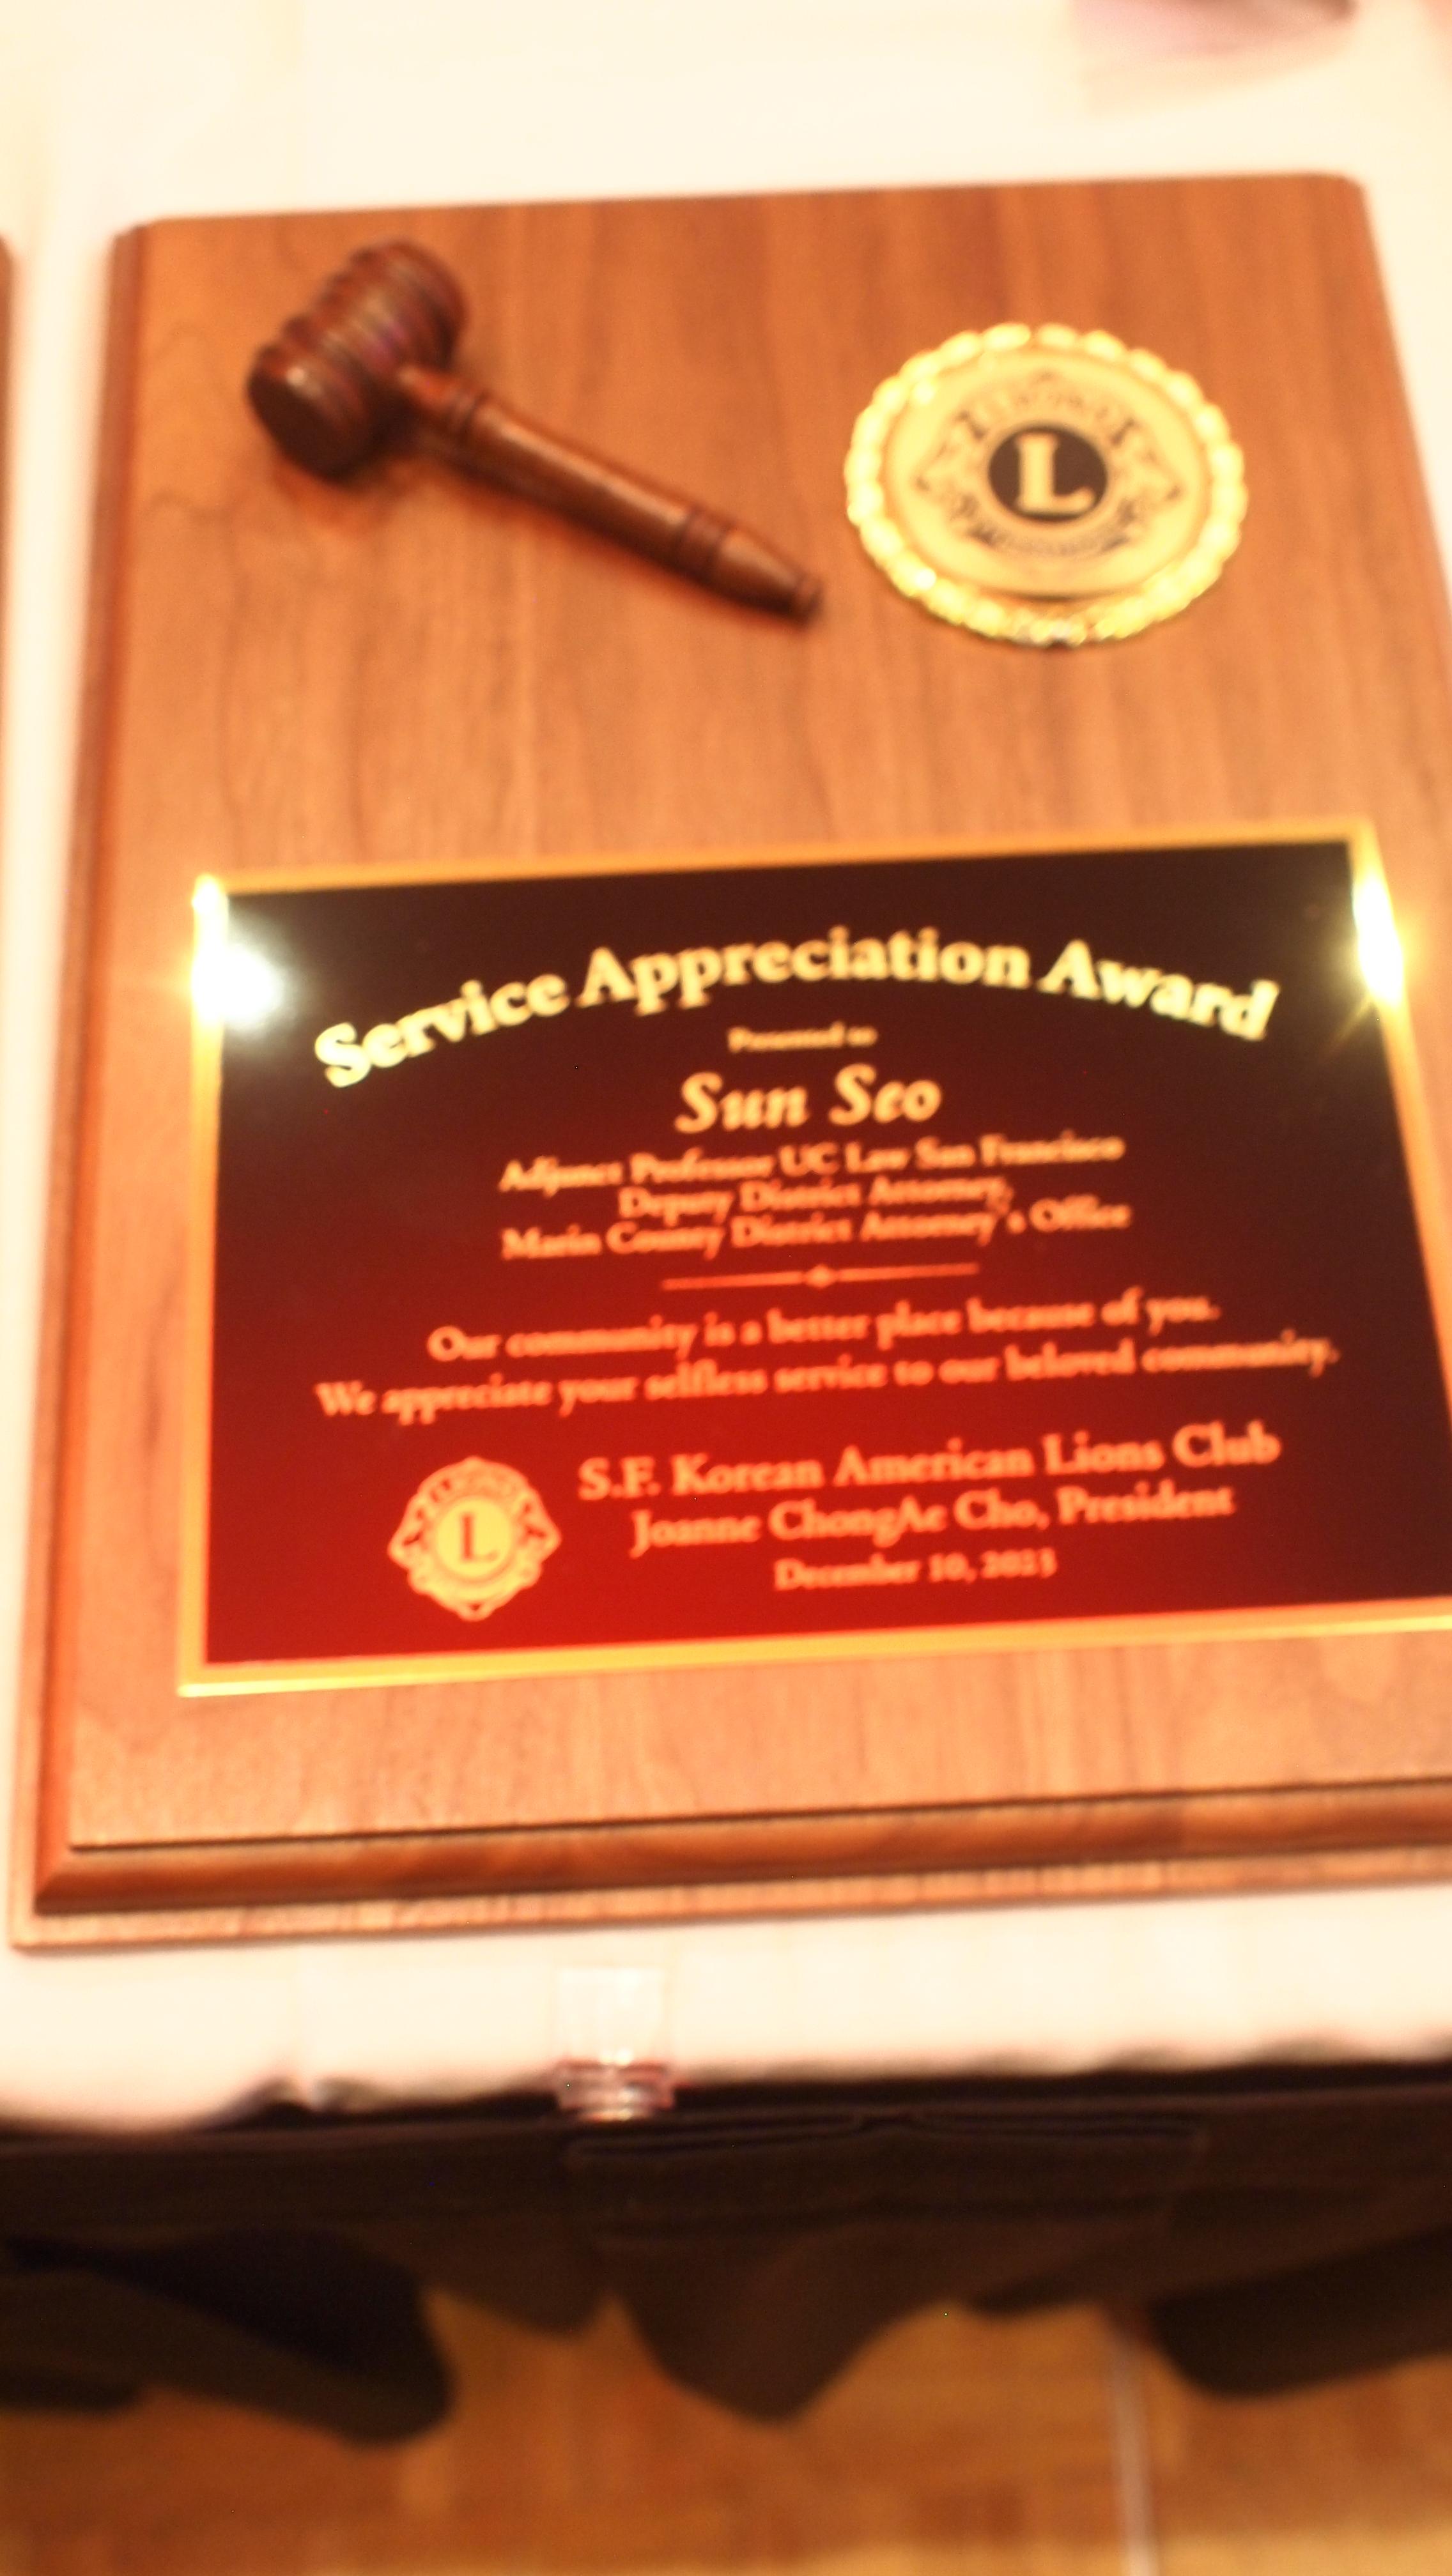 L
Service Appreciation Award
Presented to
Sun Seo
Adjunct Professor UC Law San Francisco
Deputy District Attorney,
Marin County District Attorney's Office
Our community is a better place because of you.
We appreciate your selfless service to our beloved community.
L
S.F. Korean American Lions Club
Joanne ChongAe Cho, President
December 10, 2023